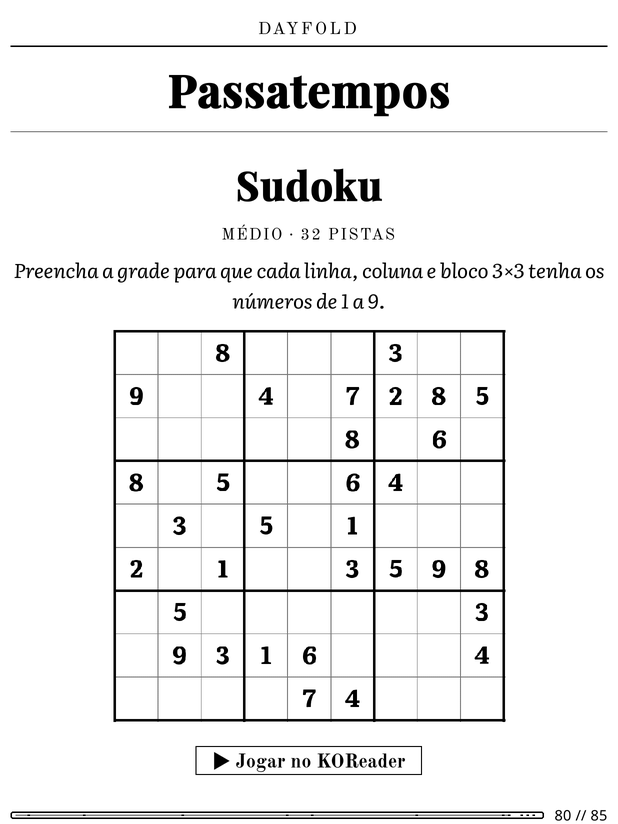 DAYFOLD
Passatempos
Sudoku
MÉDIO · 32 PISTAS
Preencha a grade para que cada linha, coluna e bloco 3×3 tenha os
números de 1 a 9.
8 3
9 4 7 2 8 5
8 6
8 5 6 4
3 5 1
2 1 3 5 9 8
5 3
9 3 1 6 4
7 4
▶ Jogar no KOReader
80 // 85